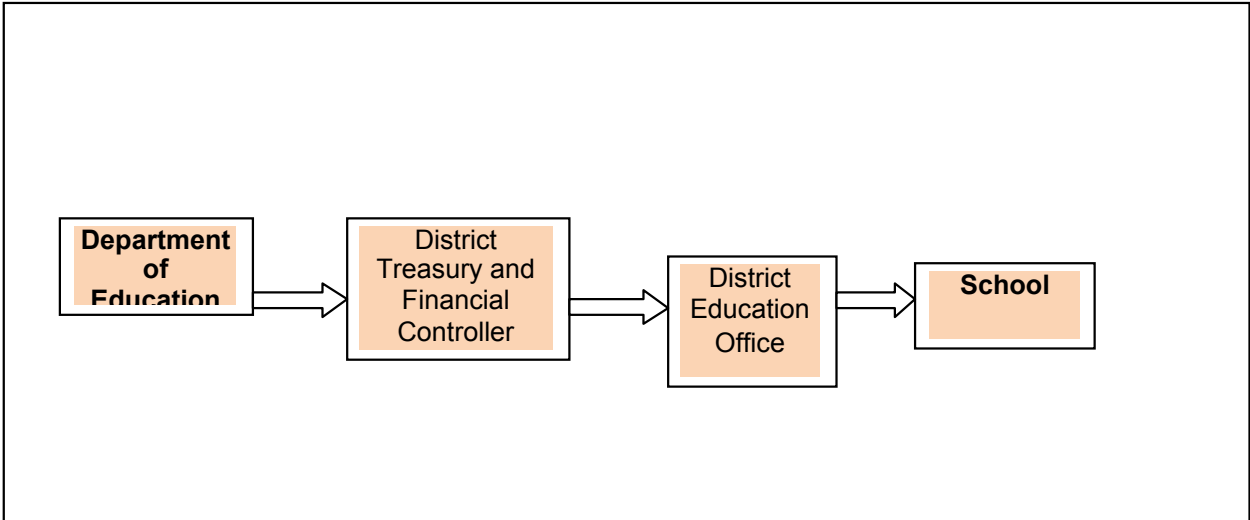 Department
of
Education
District
Treasury and
Financial
Controller
District
Education
Office
School